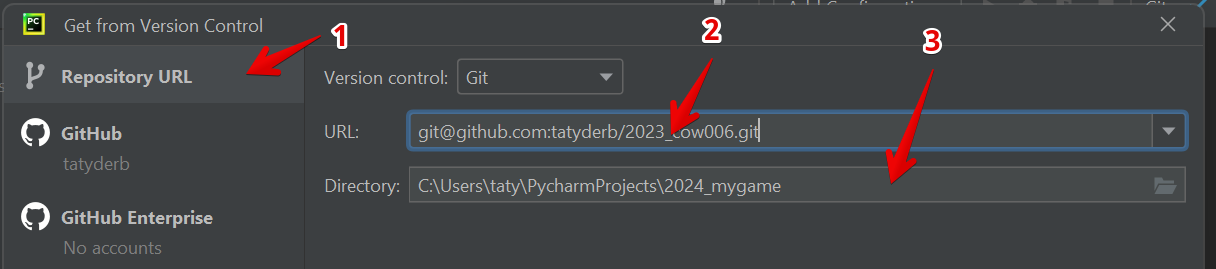 PC
Get from Version Control
1
2
3
Repository URL
Version control: Git
GitHub
tatyderb
URL: git@github.com:tatyderb/2023_cow006.git
Directory: C:\Users\taty\PycharmProjects\2024_mygame
GitHub Enterprise
No accounts